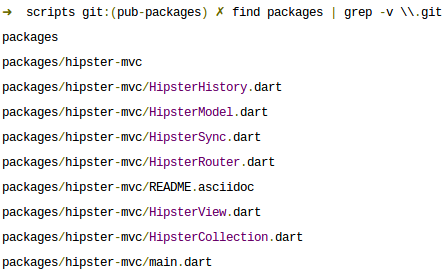 ➜  scripts git:(pub-packages) ✗ find packages | grep -v \\.git
packages
packages/hipster-mvc
packages/hipster-mvc/HipsterHistory.dart
packages/hipster-mvc/HipsterModel.dart
packages/hipster-mvc/HipsterSync.dart
packages/hipster-mvc/HipsterRouter.dart
packages/hipster-mvc/README.asciidoc
packages/hipster-mvc/HipsterView.dart
packages/hipster-mvc/HipsterCollection.dart
packages/hipster-mvc/main.dart